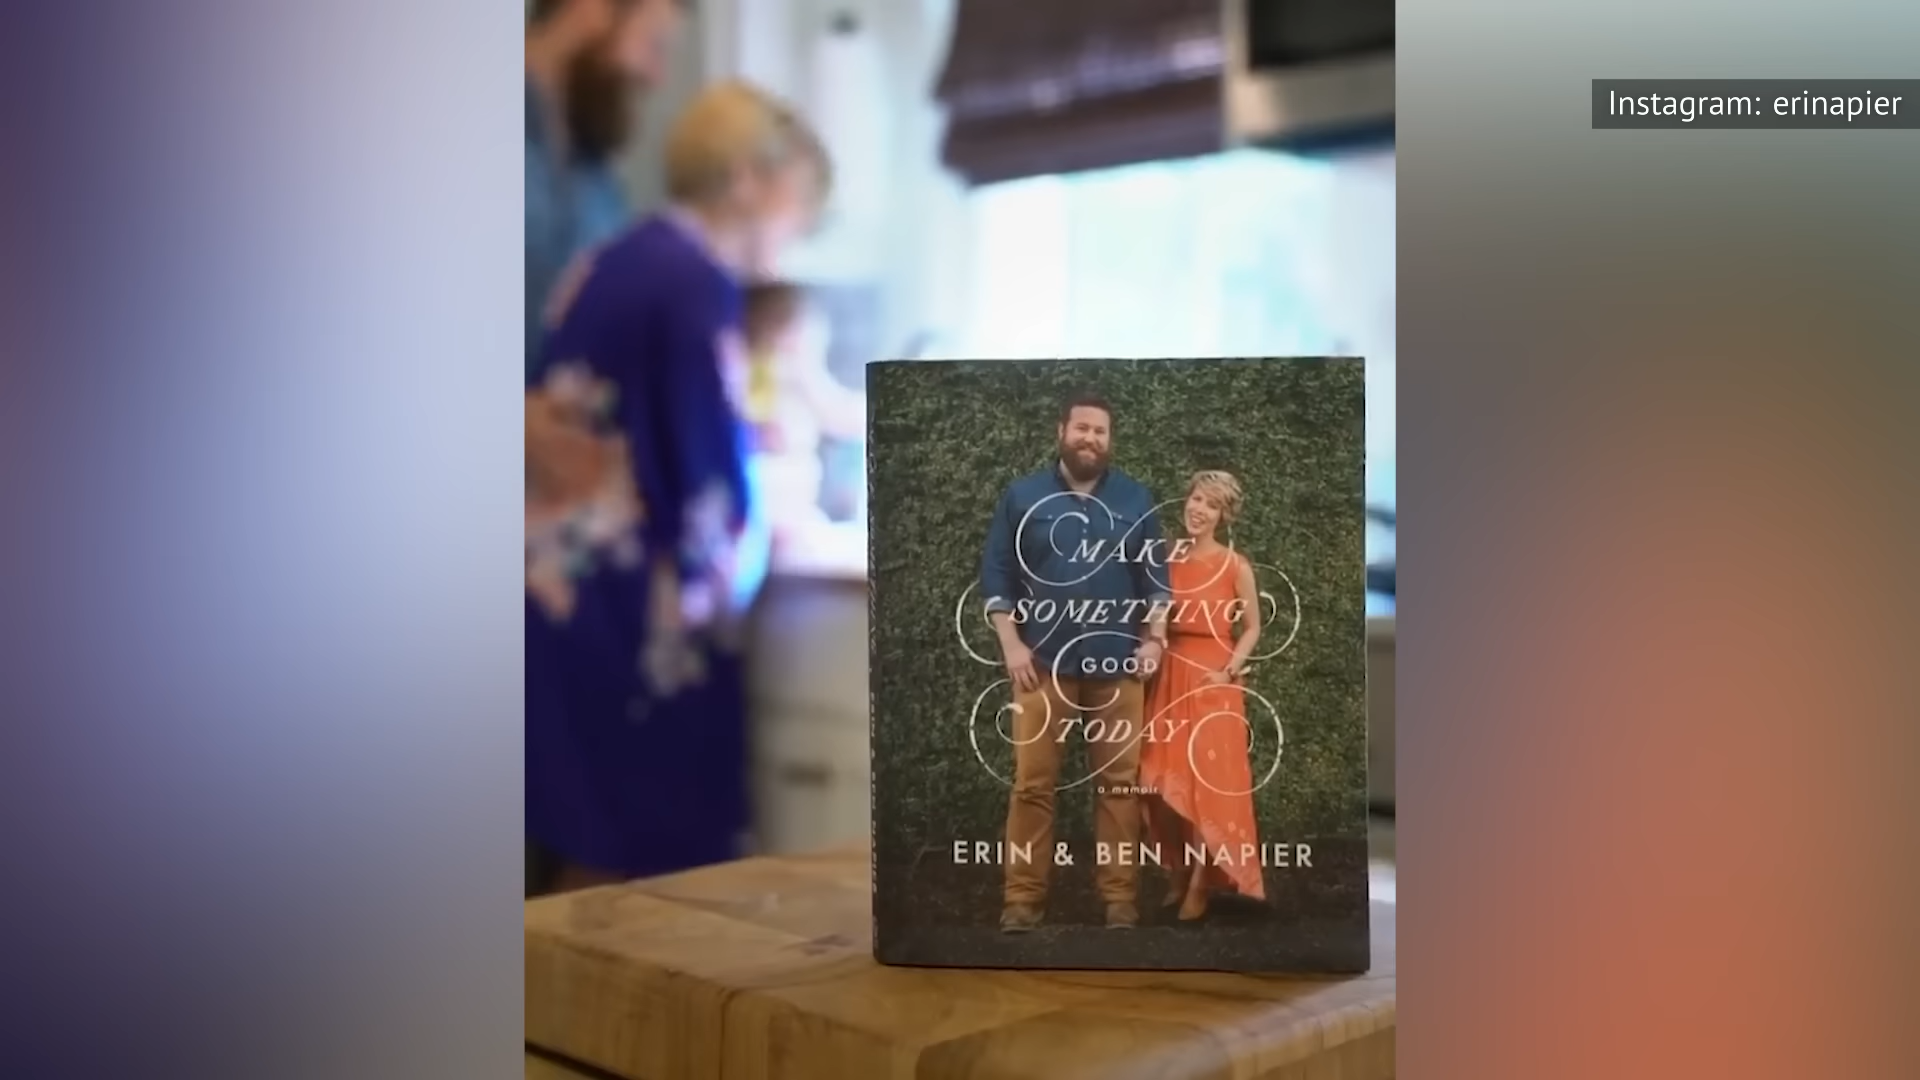 Instagram: erinapier
MAKE
SOMETHING
GOOD
TODAY
a memoir
ERIN & BEN NAPIER